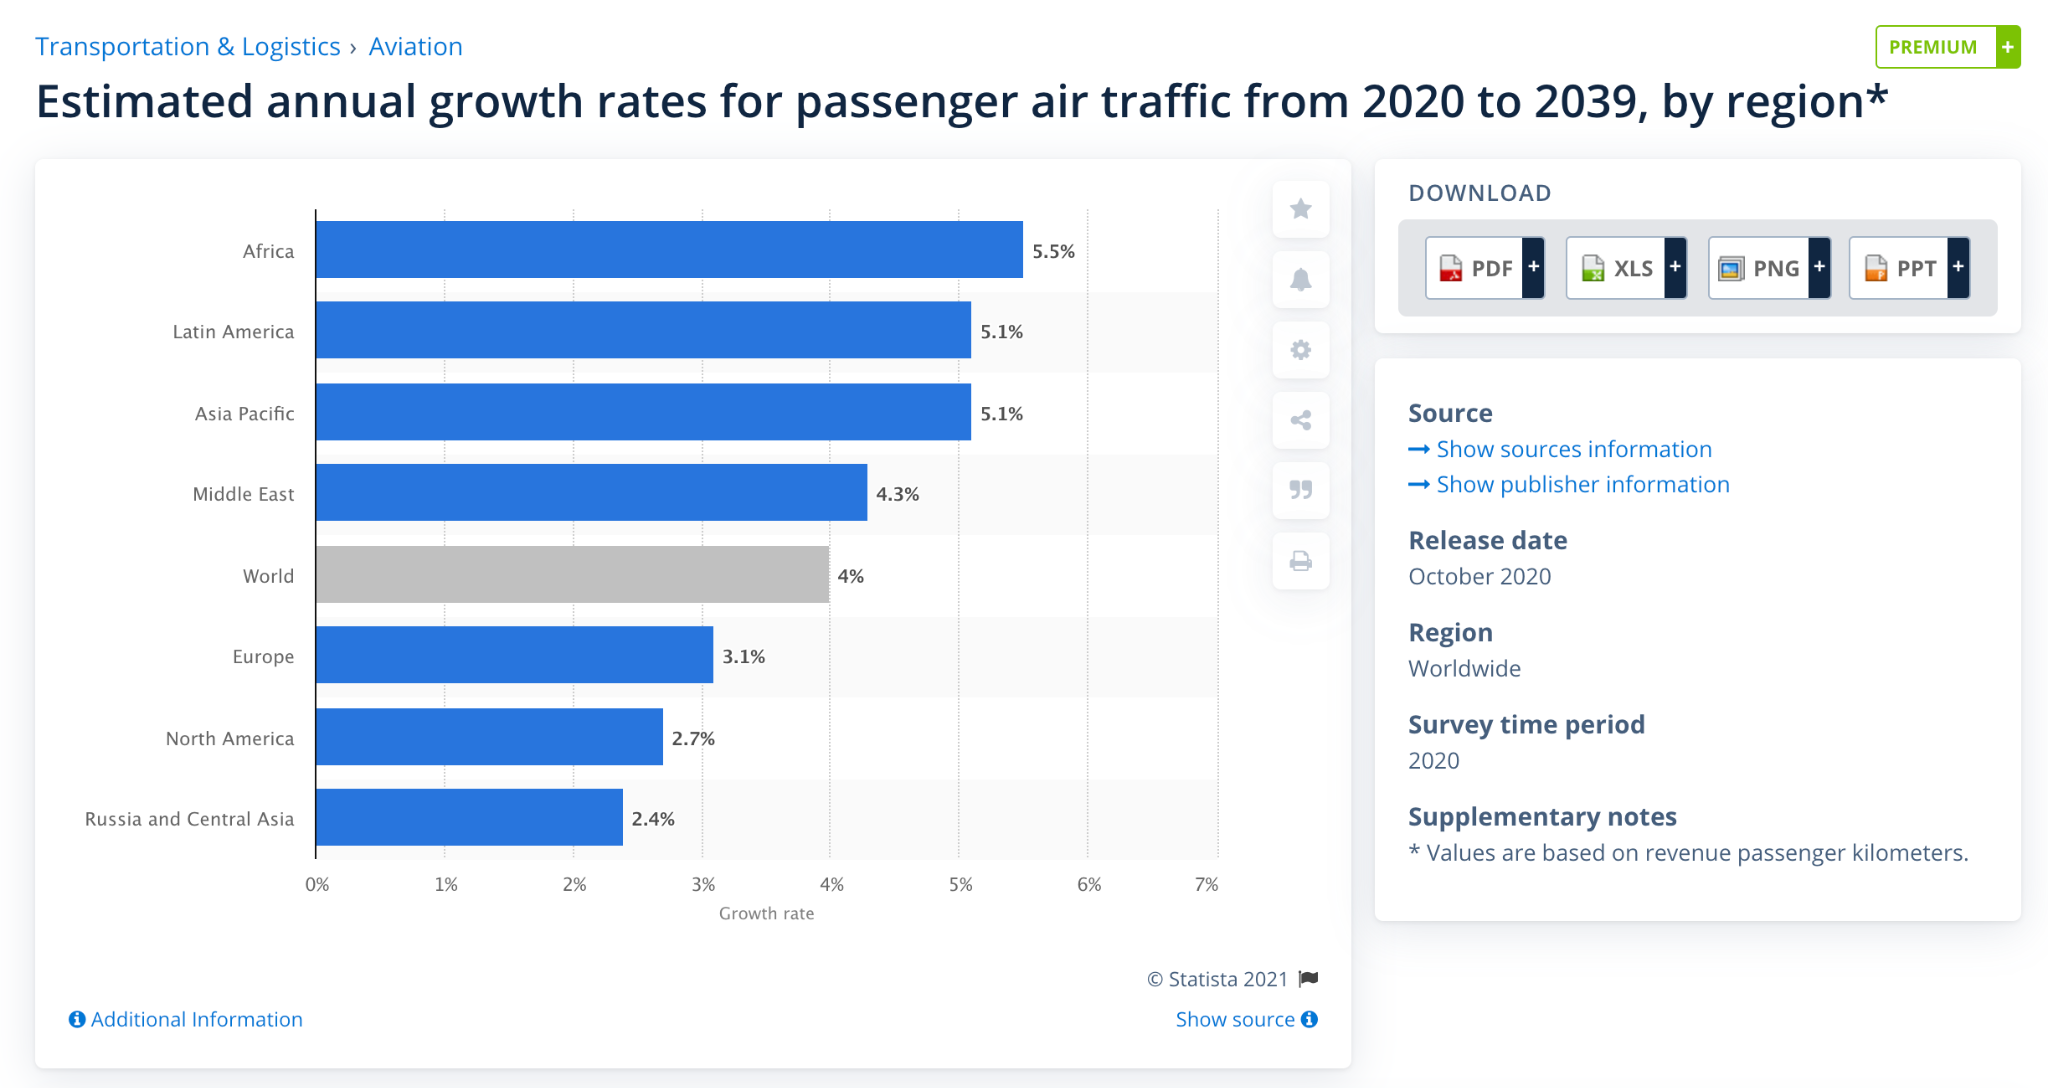 Transportation & Logistics › Aviation
PREMIUM +
Estimated annual growth rates for passenger air traffic from 2020 to 2039, by region*
Africa 5.5%
Latin America 5.1%
Asia Pacific 5.1%
Middle East 4.3%
World 4%
Europe 3.1%
North America 2.7%
Russia and Central Asia 2.4%
0% 1% 2% 3% 4% 5% 6% 7%
Growth rate
© Statista 2021
Additional Information
Show source
DOWNLOAD
PDF + XLS + PNG + PPT +
Source
Show sources information
Show publisher information
Release date
October 2020
Region
Worldwide
Survey time period
2020
Supplementary notes
* Values are based on revenue passenger kilometers.